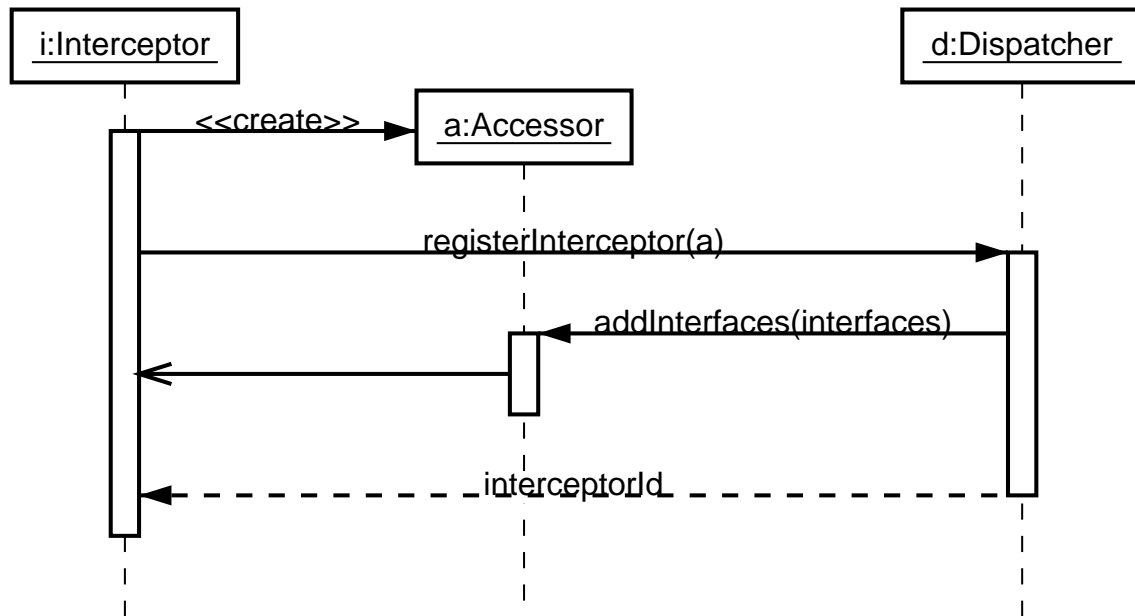 i:Interceptor
d:Dispatcher
<<create>>
a:Accessor
registerInterceptor(a)
addInterfaces(interfaces)
interceptorId